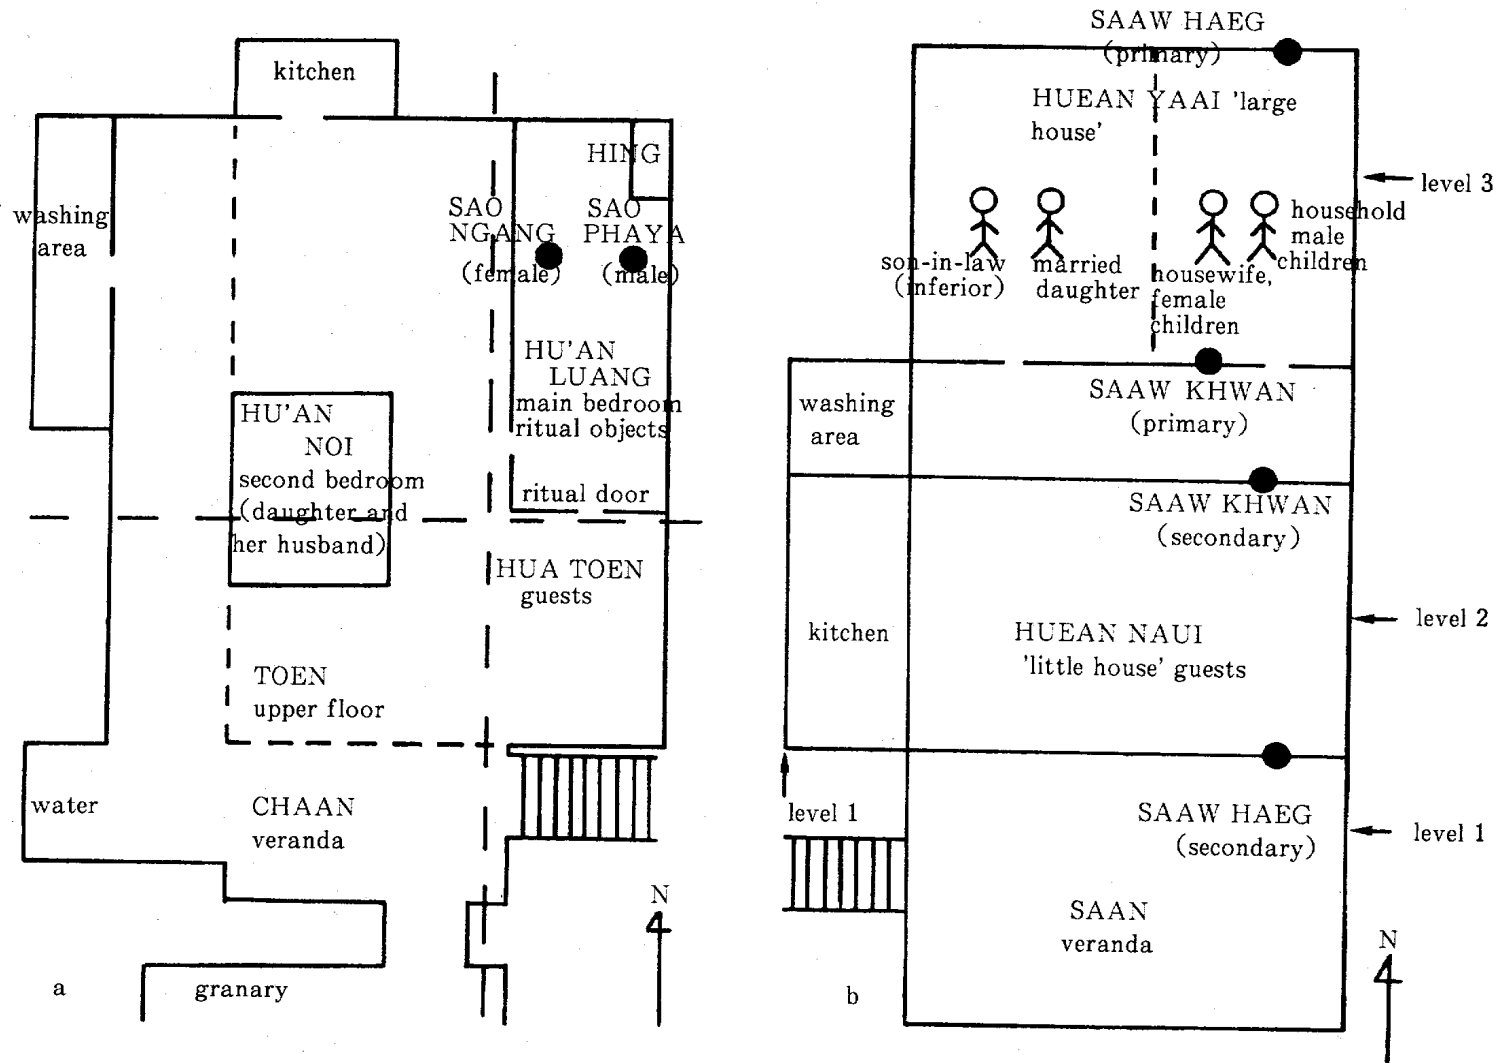 kitchen
HING
washing
area
SAO
NGANG
(female)
SAO
PHAYA
(male)
HU'AN
LUANG
main bedroom
ritual objects
ritual door
HU'AN
NOI
second bedroom
(daughter and
her husband)
HUA TOEN
guests
TOEN
upper floor
water
CHAAN
veranda
N
a
granary
SAAW HAEG
(primary)
HUEAN YAAI 'large
house'
level 3
son-in-law
(inferior)
married
daughter
housewife,
female
children
household
male
children
SAAW KHWAN
(primary)
washing
area
SAAW KHWAN
(secondary)
kitchen
HUEAN NAUI
'little house' guests
level 2
level 1
SAAW HAEG
(secondary)
level 1
SAAN
veranda
N
b